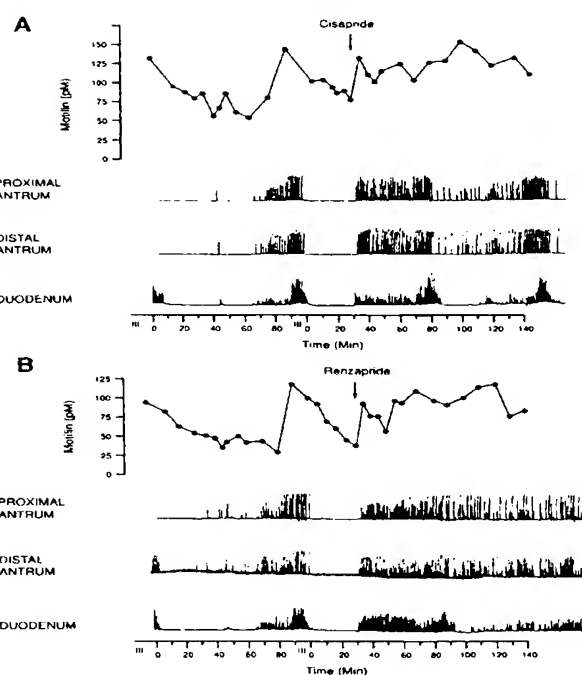 A
Cisapride
150
125
100
75
50
25
0
Motilin (pM)
PROXIMAL
ANTRUM
DISTAL
ANTRUM
DUODENUM
III 0 20 40 60 80 III 0 20 40 60 80 100 120 140
Time (Min)
B
Renzapride
125
100
75
50
25
0
Motilin (pM)
PROXIMAL
ANTRUM
DISTAL
ANTRUM
DUODENUM
III 0 20 40 60 80 III 0 20 40 60 80 100 120 140
Time (Min)